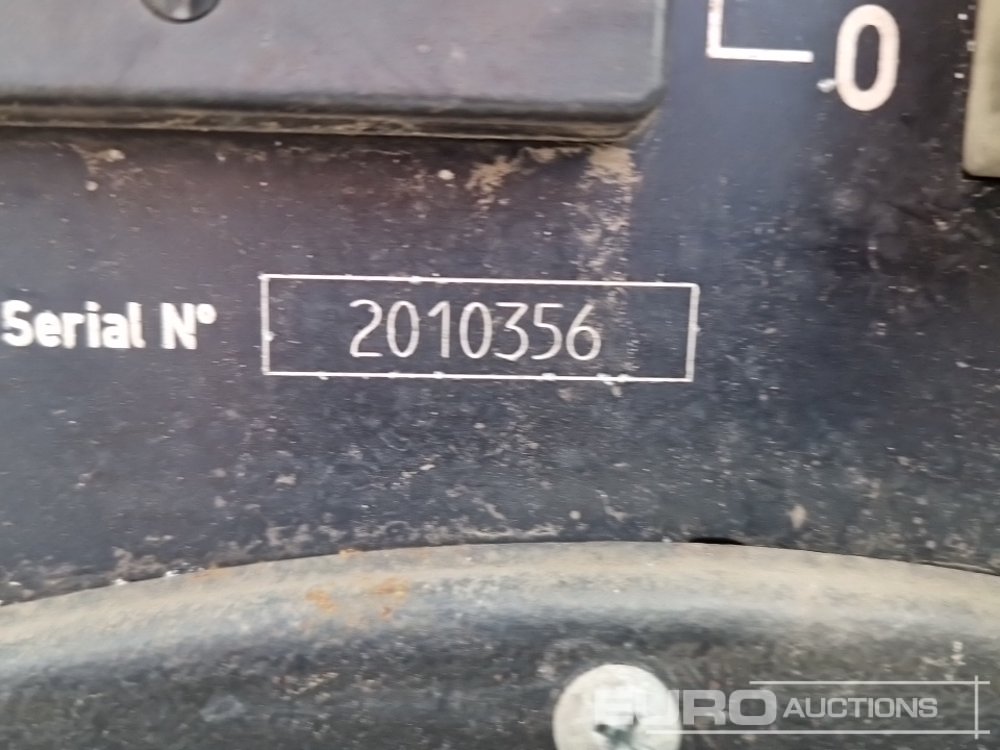 0
Serial N° 2010356
EURO AUCTIONS